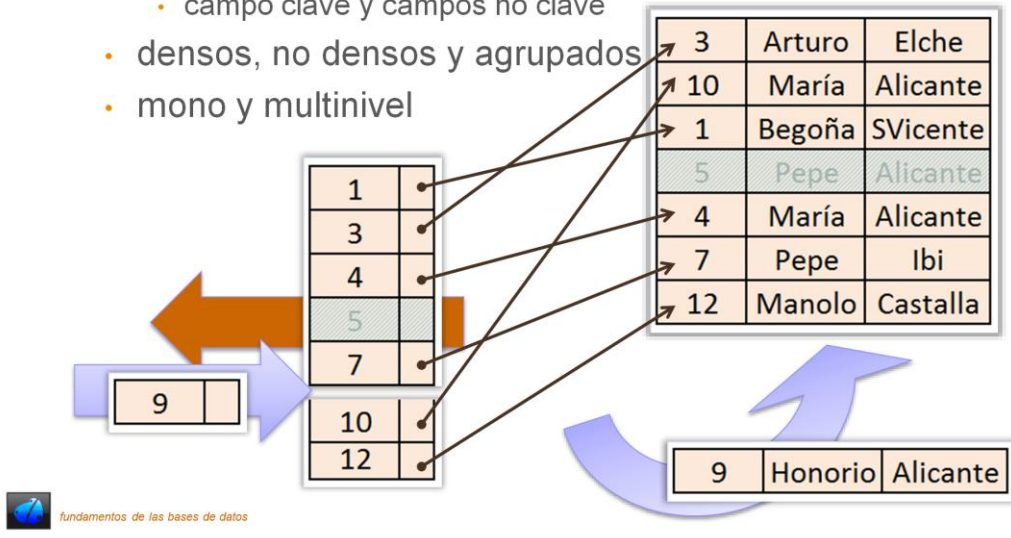 • campo clave y campos no clave
• densos, no densos y agrupados
• mono y multinivel
3 Arturo Elche
10 María Alicante
1 Begoña SVicente
5 Pepe Alicante
4 María Alicante
7 Pepe Ibi
12 Manolo Castalla
1
3
4
5
7
9
10
12
9 Honorio Alicante
fundamentos de las bases de datos